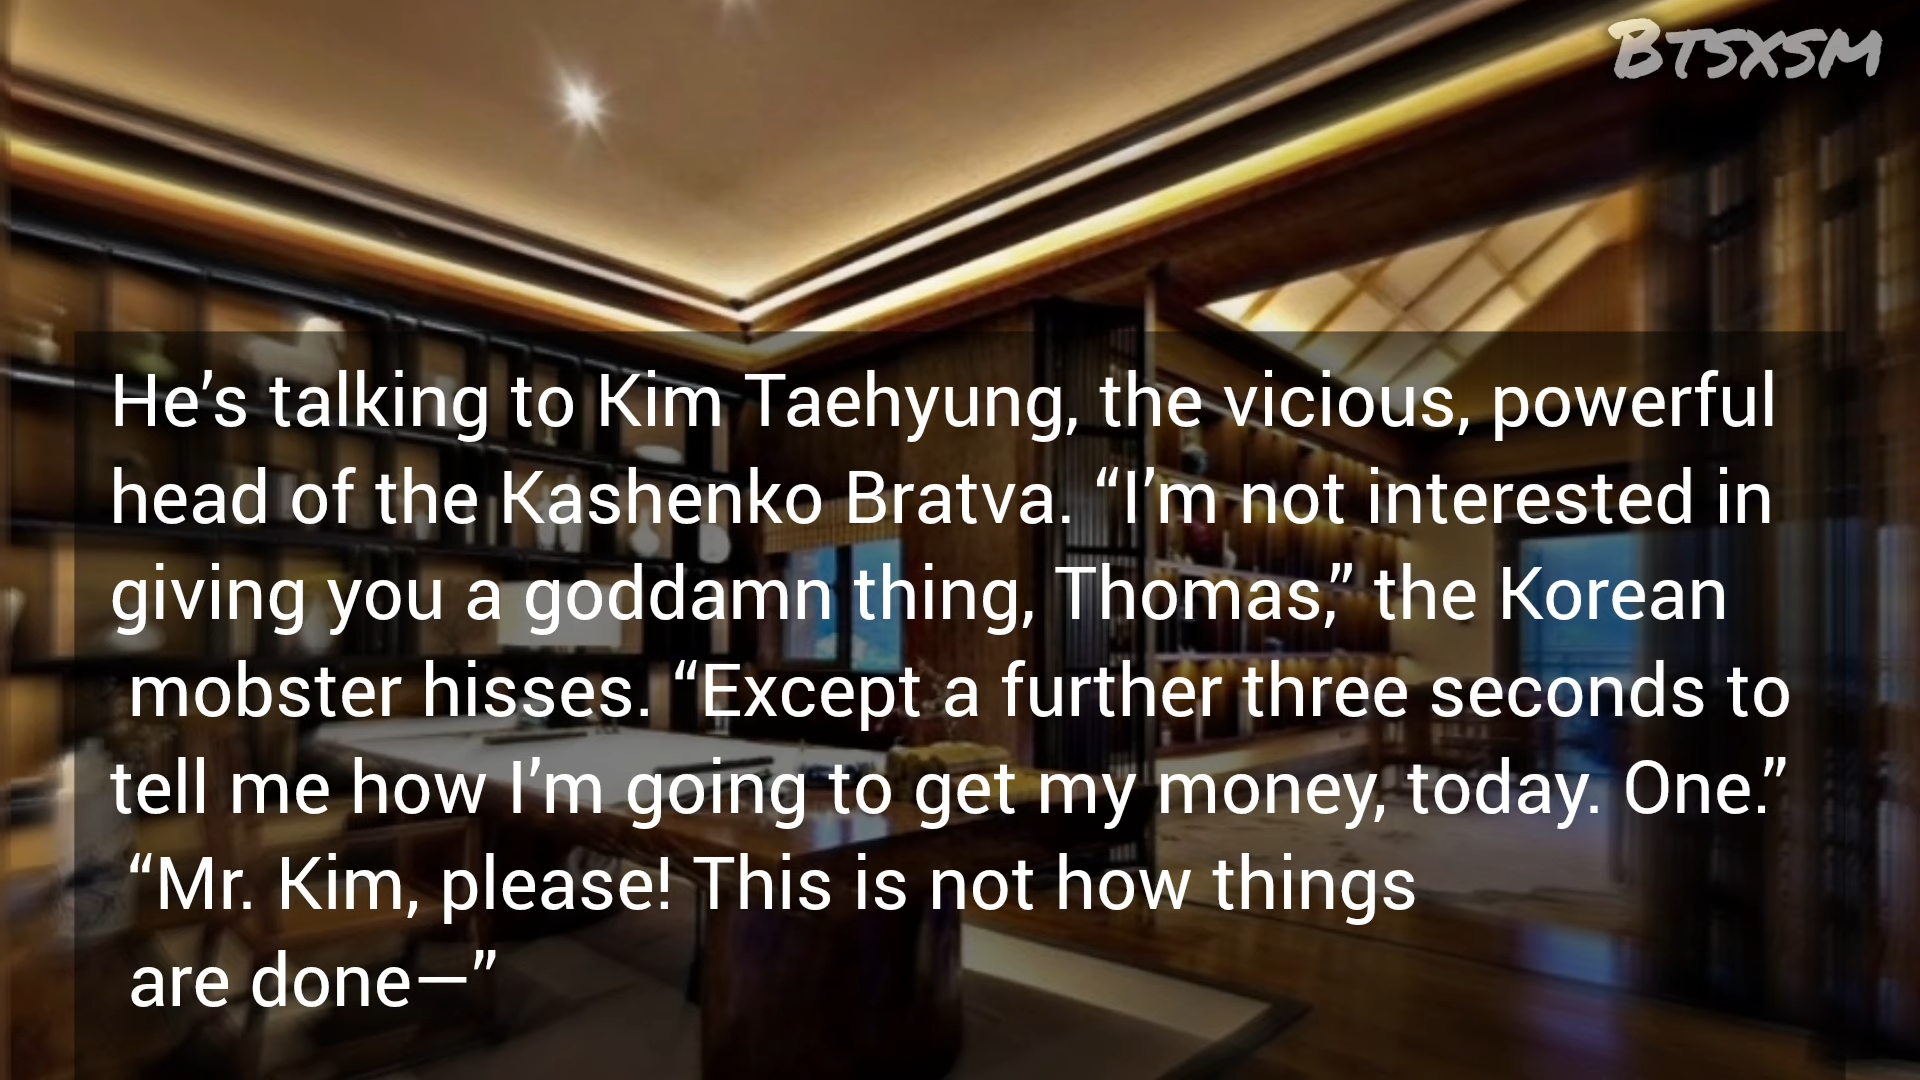 BTSXSM
He’s talking to Kim Taehyung, the vicious, powerful
head of the Kashenko Bratva. “I’m not interested in
giving you a goddamn thing, Thomas,” the Korean
mobster hisses. “Except a further three seconds to
tell me how I’m going to get my money, today. One.”
“Mr. Kim, please! This is not how things
are done—”